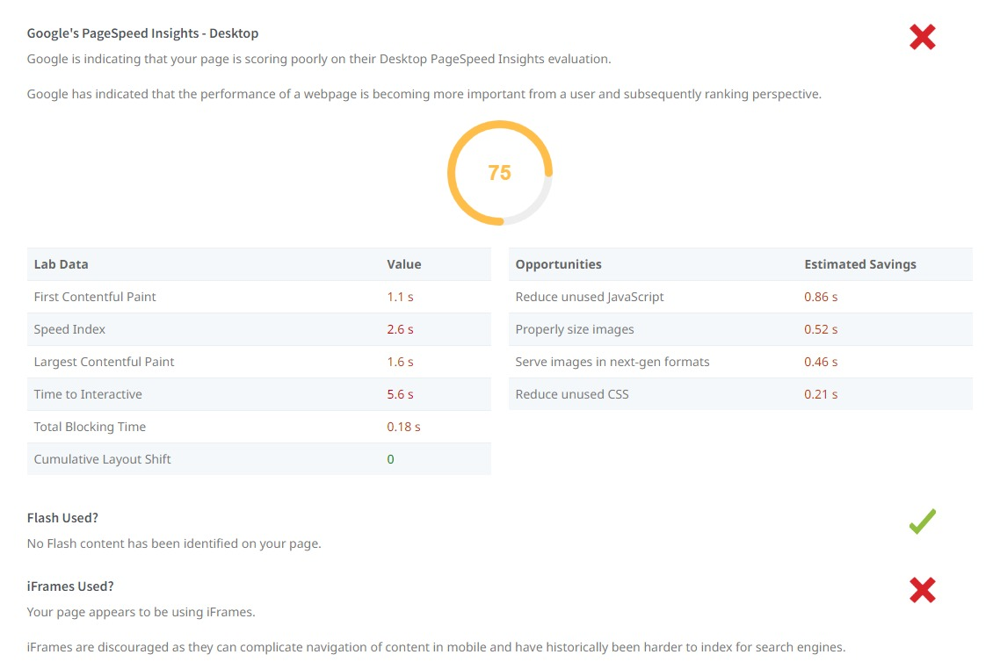 Google's PageSpeed Insights - Desktop
Google is indicating that your page is scoring poorly on their Desktop PageSpeed Insights evaluation.
Google has indicated that the performance of a webpage is becoming more important from a user and subsequently ranking perspective.
75
Lab Data Value
First Contentful Paint 1.1 s
Speed Index 2.6 s
Largest Contentful Paint 1.6 s
Time to Interactive 5.6 s
Total Blocking Time 0.18 s
Cumulative Layout Shift 0
Opportunities Estimated Savings
Reduce unused JavaScript 0.86 s
Properly size images 0.52 s
Serve images in next-gen formats 0.46 s
Reduce unused CSS 0.21 s
Flash Used?
No Flash content has been identified on your page.
iFrames Used?
Your page appears to be using iFrames.
iFrames are discouraged as they can complicate navigation of content in mobile and have historically been harder to index for search engines.